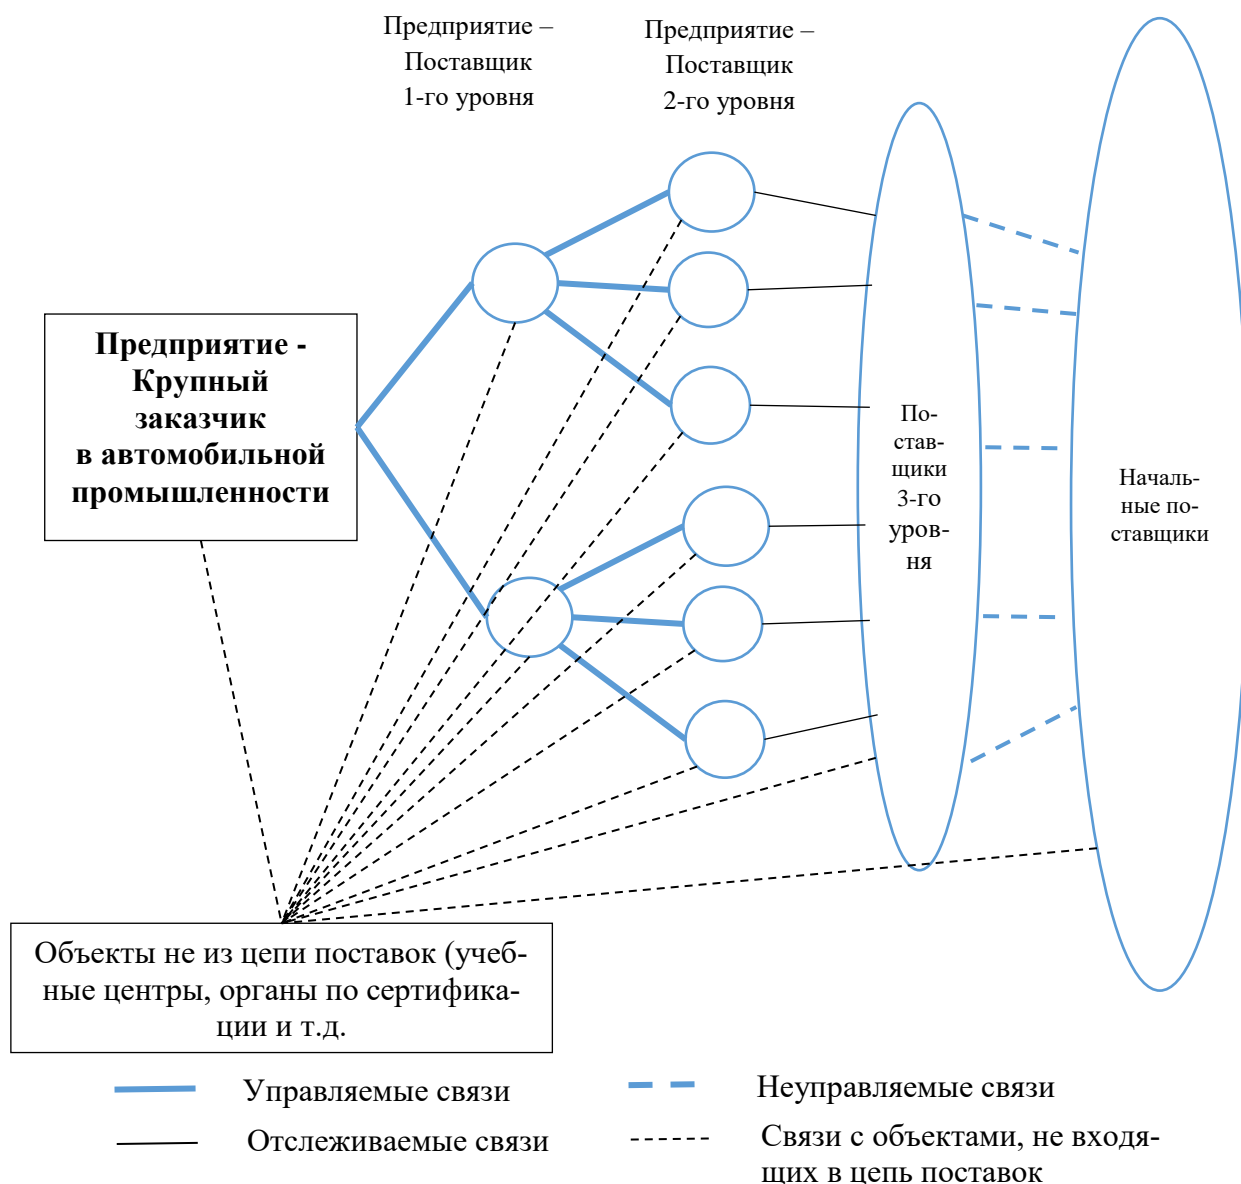 Предприятие –
Поставщик
1-го уровня
Предприятие –
Поставщик
2-го уровня
Предприятие -
Крупный
заказчик
в автомобильной
промышленности
По-
став-
щики
3-го
уров-
ня
Началь-
ные по-
ставщики
Объекты не из цепи поставок (учеб-
ные центры, органы по сертифика-
ции и т.д.
Управляемые связи
Неуправляемые связи
Отслеживаемые связи
Связи с объектами, не входя-
щих в цепь поставок